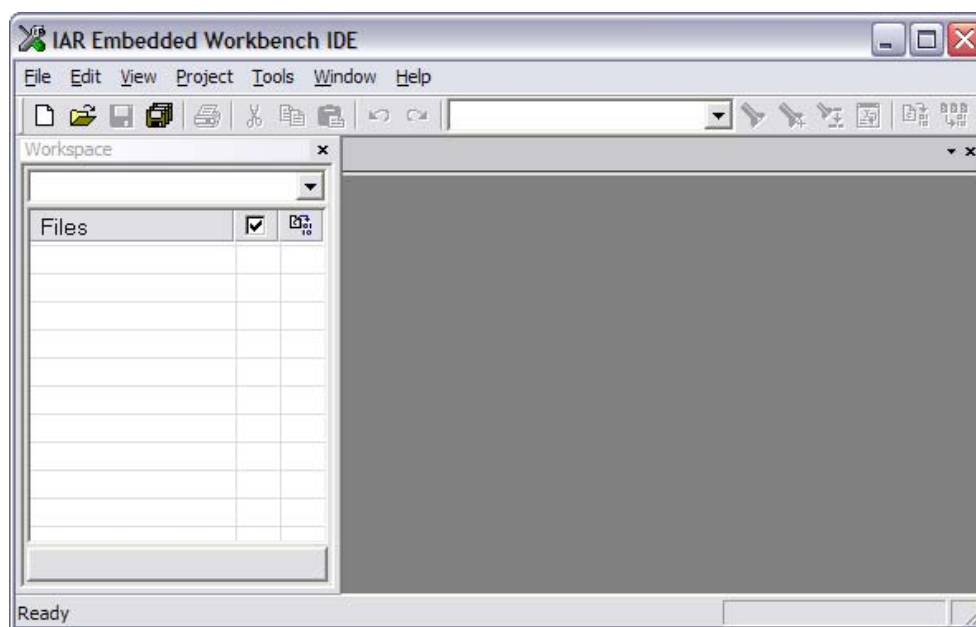 IAR Embedded Workbench IDE
File Edit View Project Tools Window Help
Workspace
Files
Ready